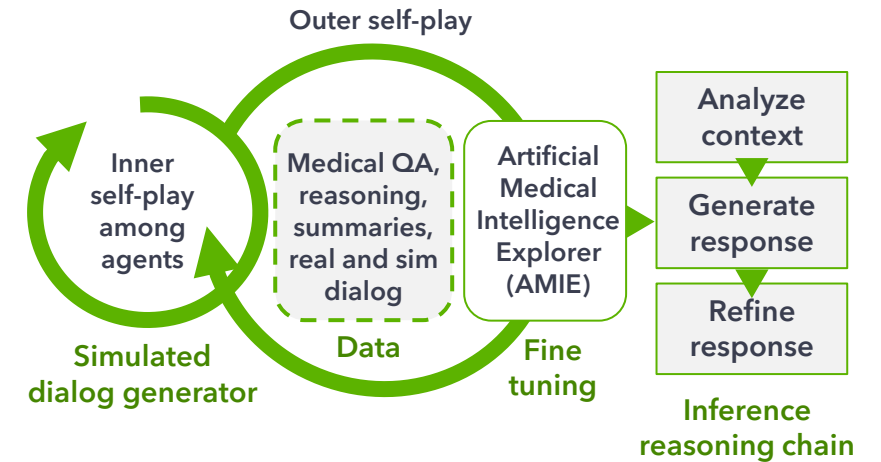 Outer self-play
Inner
self-play
among
agents
Simulated
dialog generator
Medical QA,
reasoning,
summaries,
real and sim
dialog
Data
Artificial
Medical
Intelligence
Explorer
(AMIE)
Fine
tuning
Analyze
context
Generate
response
Refine
response
Inference
reasoning chain